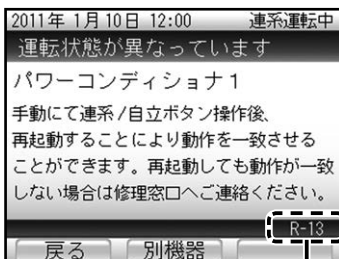 2011年 1月10日 12:00 連系運転中
運転状態が異なっています
パワーコンディショナ1
手動にて連系/自立ボタン操作後、
再起動することにより動作を一致させる
ことができます。再起動しても動作が一致
しない場合は修理窓口へご連絡ください。
R-13
戻る 別機器